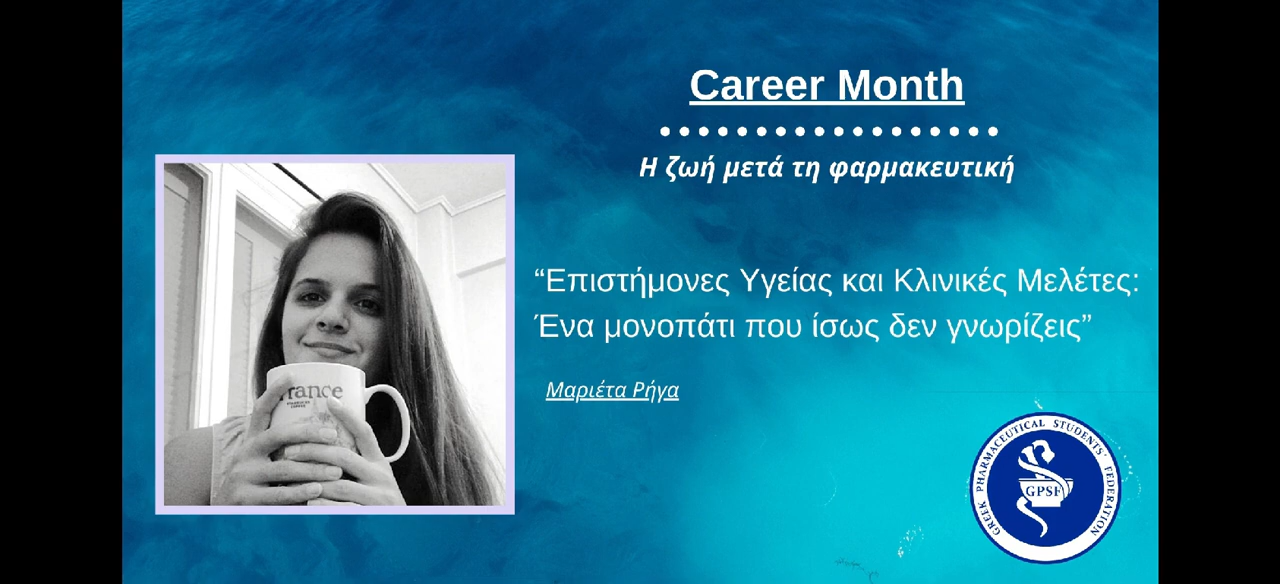 Career Month
Η ζωή μετά τη φαρμακευτική
“Επιστήμονες Υγείας και Κλινικές Μελέτες:
Ένα μονοπάτι που ίσως δεν γνωρίζεις”
Μαριέτα Ρήγα
rance
GREEK PHARMACEUTICAL STUDENTS' FEDERATION
GPSF